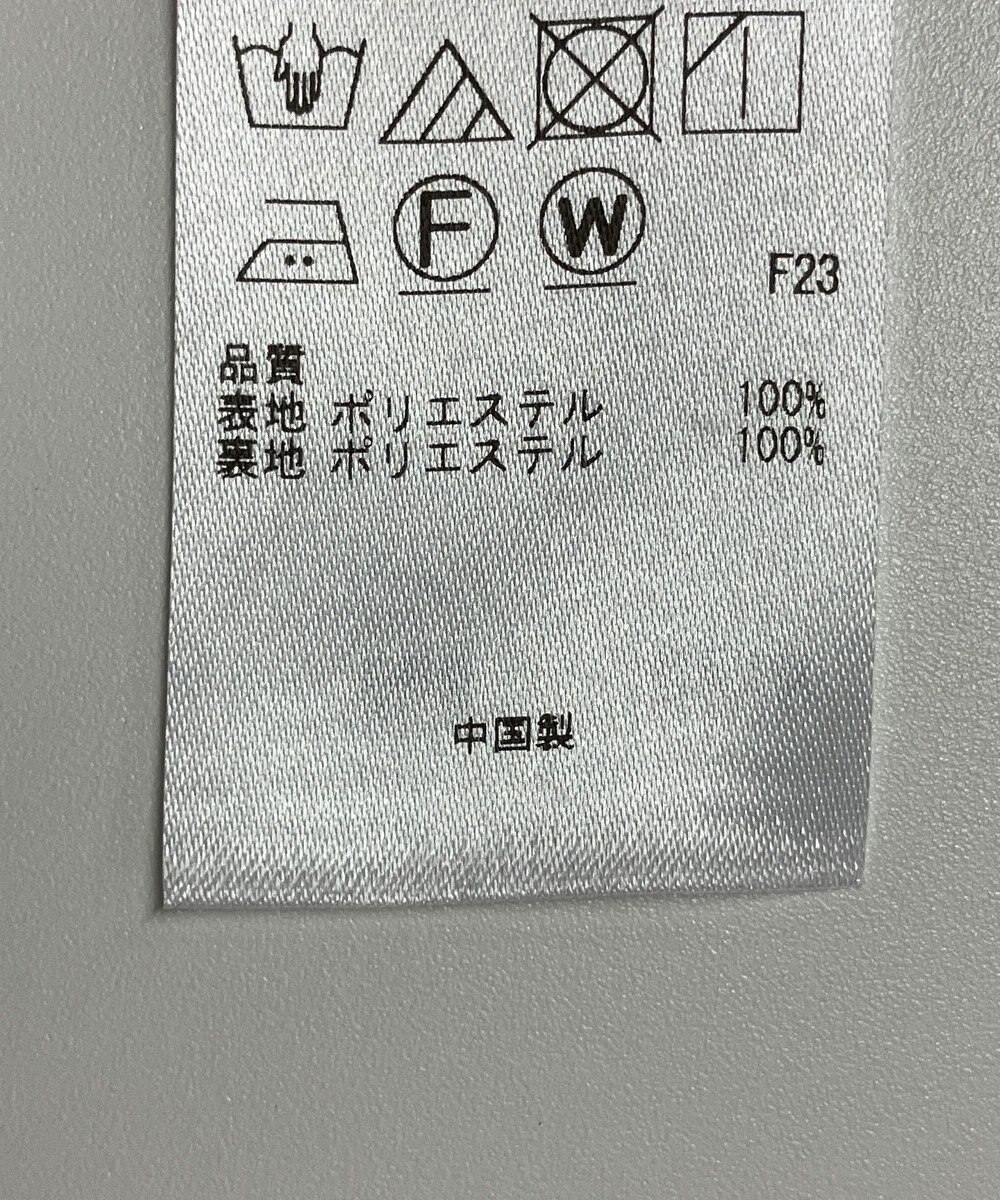 F W F23
品質
表地 ポリエステル 100%
裏地 ポリエステル 100%
中国製